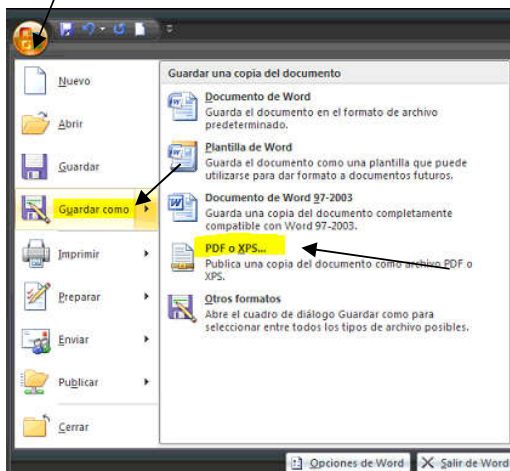 Nuevo
Abrir
Guardar
Guardar como
Imprimir
Preparar
Enviar
Publicar
Cerrar
Guardar una copia del documento
Documento de Word
Guarda el documento en el formato de archivo
predeterminado.
Plantilla de Word
Guarda el documento como una plantilla que puede
utilizarse para dar formato a documentos futuros.
Documento de Word 97-2003
Guarda una copia del documento completamente
compatible con Word 97-2003.
PDF o XPS...
Publica una copia del documento como archivo PDF o
XPS.
Otros formatos
Abre el cuadro de diálogo Guardar como para
seleccionar entre todos los tipos de archivo posibles.
Opciones de Word
Salir de Word